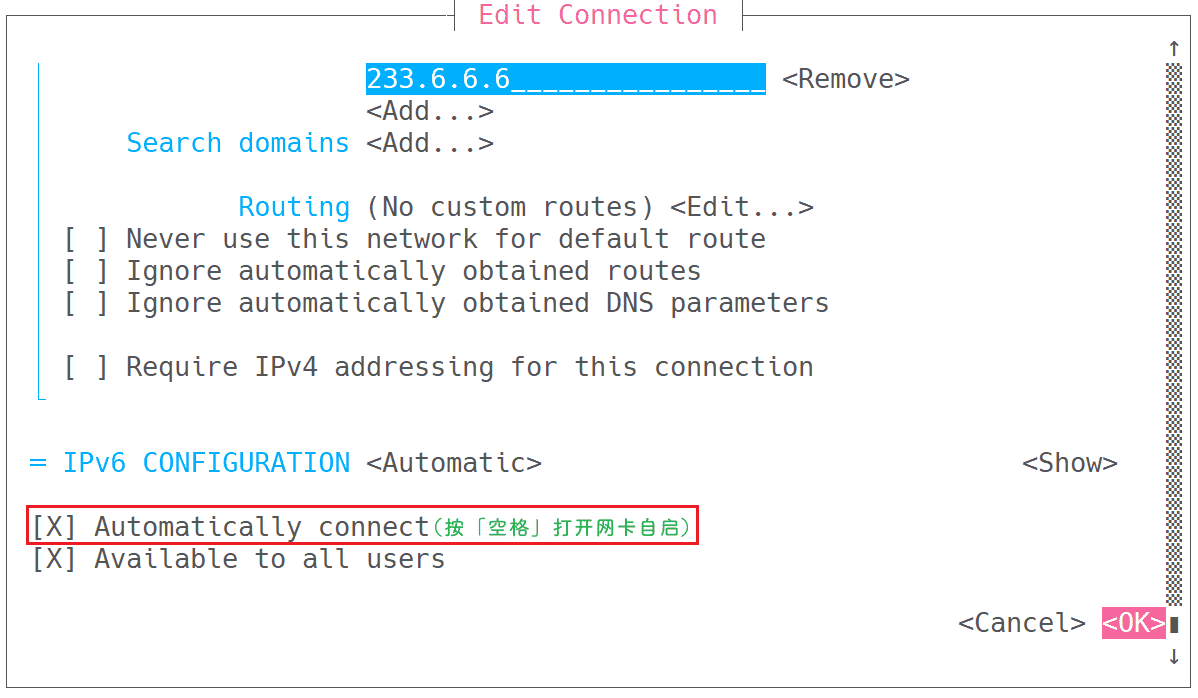 Edit Connection
↑
233.6.6.6________________ <Remove>
<Add...>
Search domains <Add...>
Routing (No custom routes) <Edit...>
[ ] Never use this network for default route
[ ] Ignore automatically obtained routes
[ ] Ignore automatically obtained DNS parameters
[ ] Require IPv4 addressing for this connection
= IPv6 CONFIGURATION <Automatic> <Show>
[X] Automatically connect（按「空格」打开网卡自启）
[X] Available to all users
<Cancel> <OK>
↓